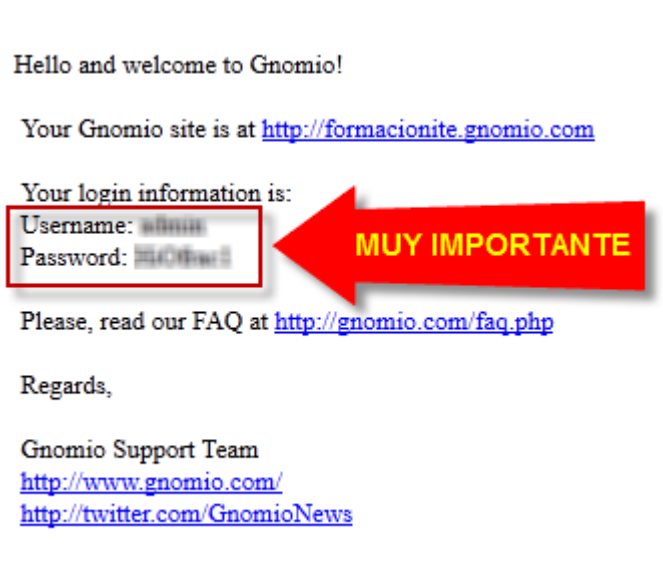 Hello and welcome to Gnomio!
Your Gnomio site is at http://formacionite.gnomio.com
Your login information is:
Username:
Password:
MUY IMPORTANTE
Please, read our FAQ at http://gnomio.com/faq.php
Regards,
Gnomio Support Team
http://www.gnomio.com/
http://twitter.com/GnomioNews